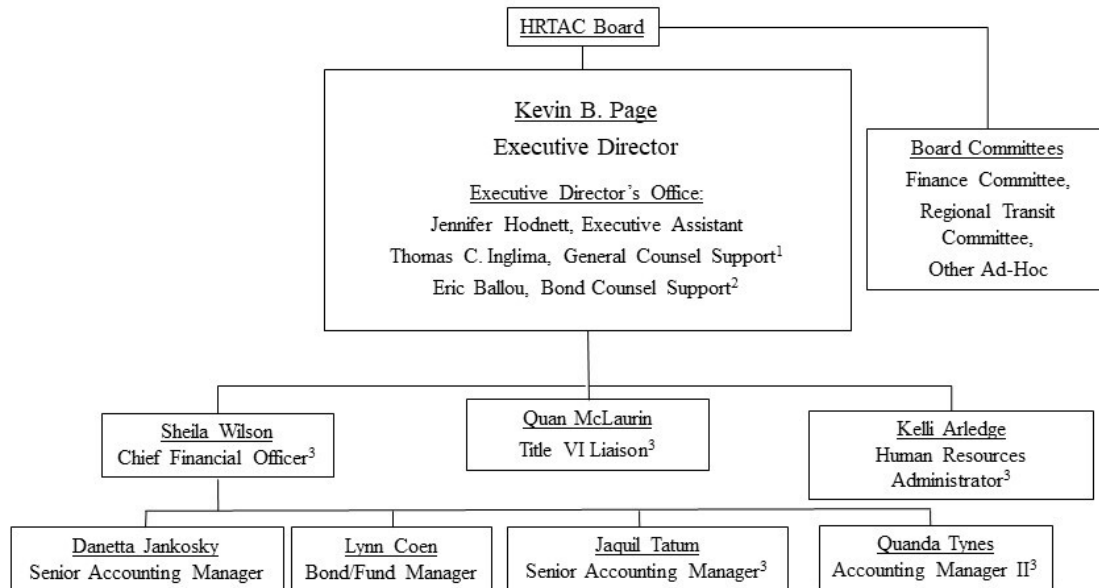 HRTAC Board
Kevin B. Page
Executive Director
Executive Director's Office:
Jennifer Hodnett, Executive Assistant
Thomas C. Inglima, General Counsel Support¹
Eric Ballou, Bond Counsel Support²
Board Committees
Finance Committee,
Regional Transit
Committee,
Other Ad-Hoc
Sheila Wilson
Chief Financial Officer³
Quan McLaurin
Title VI Liaison³
Kelli Arledge
Human Resources
Administrator³
Danetta Jankosky
Senior Accounting Manager
Lynn Coen
Bond/Fund Manager
Jaquil Tatum
Senior Accounting Manager³
Quanda Tynes
Accounting Manager II³